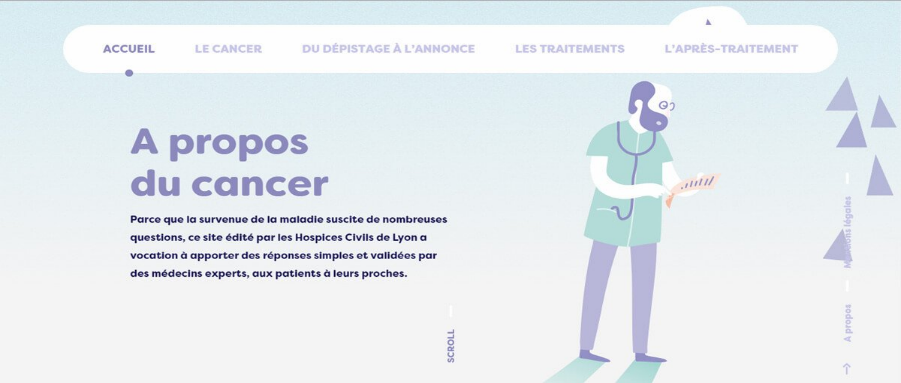 ACCUEIL
LE CANCER
DU DÉPISTAGE À L'ANNONCE
LES TRAITEMENTS
L'APRÈS-TRAITEMENT
A propos
du cancer
Parce que la survenue de la maladie suscite de nombreuses
questions, ce site édité par les Hospices Civils de Lyon a
vocation à apporter des réponses simples et validées par
des médecins experts, aux patients à leurs proches.
SCROLL
Mentions légales
A propos